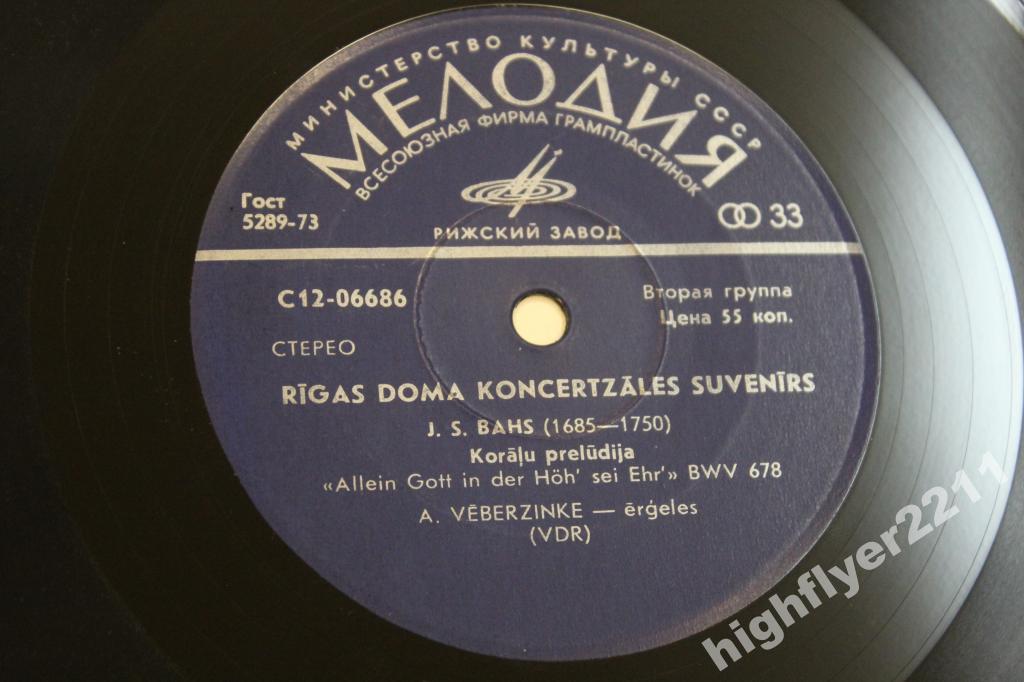 МИНИСТЕРСТВО КУЛЬТУРЫ СССР
МЕЛОДИЯ
ВСЕСОЮЗНАЯ ФИРМА ГРАМПЛАСТИНОК
Гост
5289-73
33
РИЖСКИЙ ЗАВОД
С12-06686
Вторая группа
Цена 55 коп.
СТЕРЕО
RĪGAS DOMA KONCERTZĀLES SUVENĪRS
J. S. BAHS (1685—1750)
Korāļu prelūdija
«Allein Gott in der Höh' sei Ehr'» BWV 678
A. VĒBERZINKE — ērģeles
(VDR)
highflyer2211